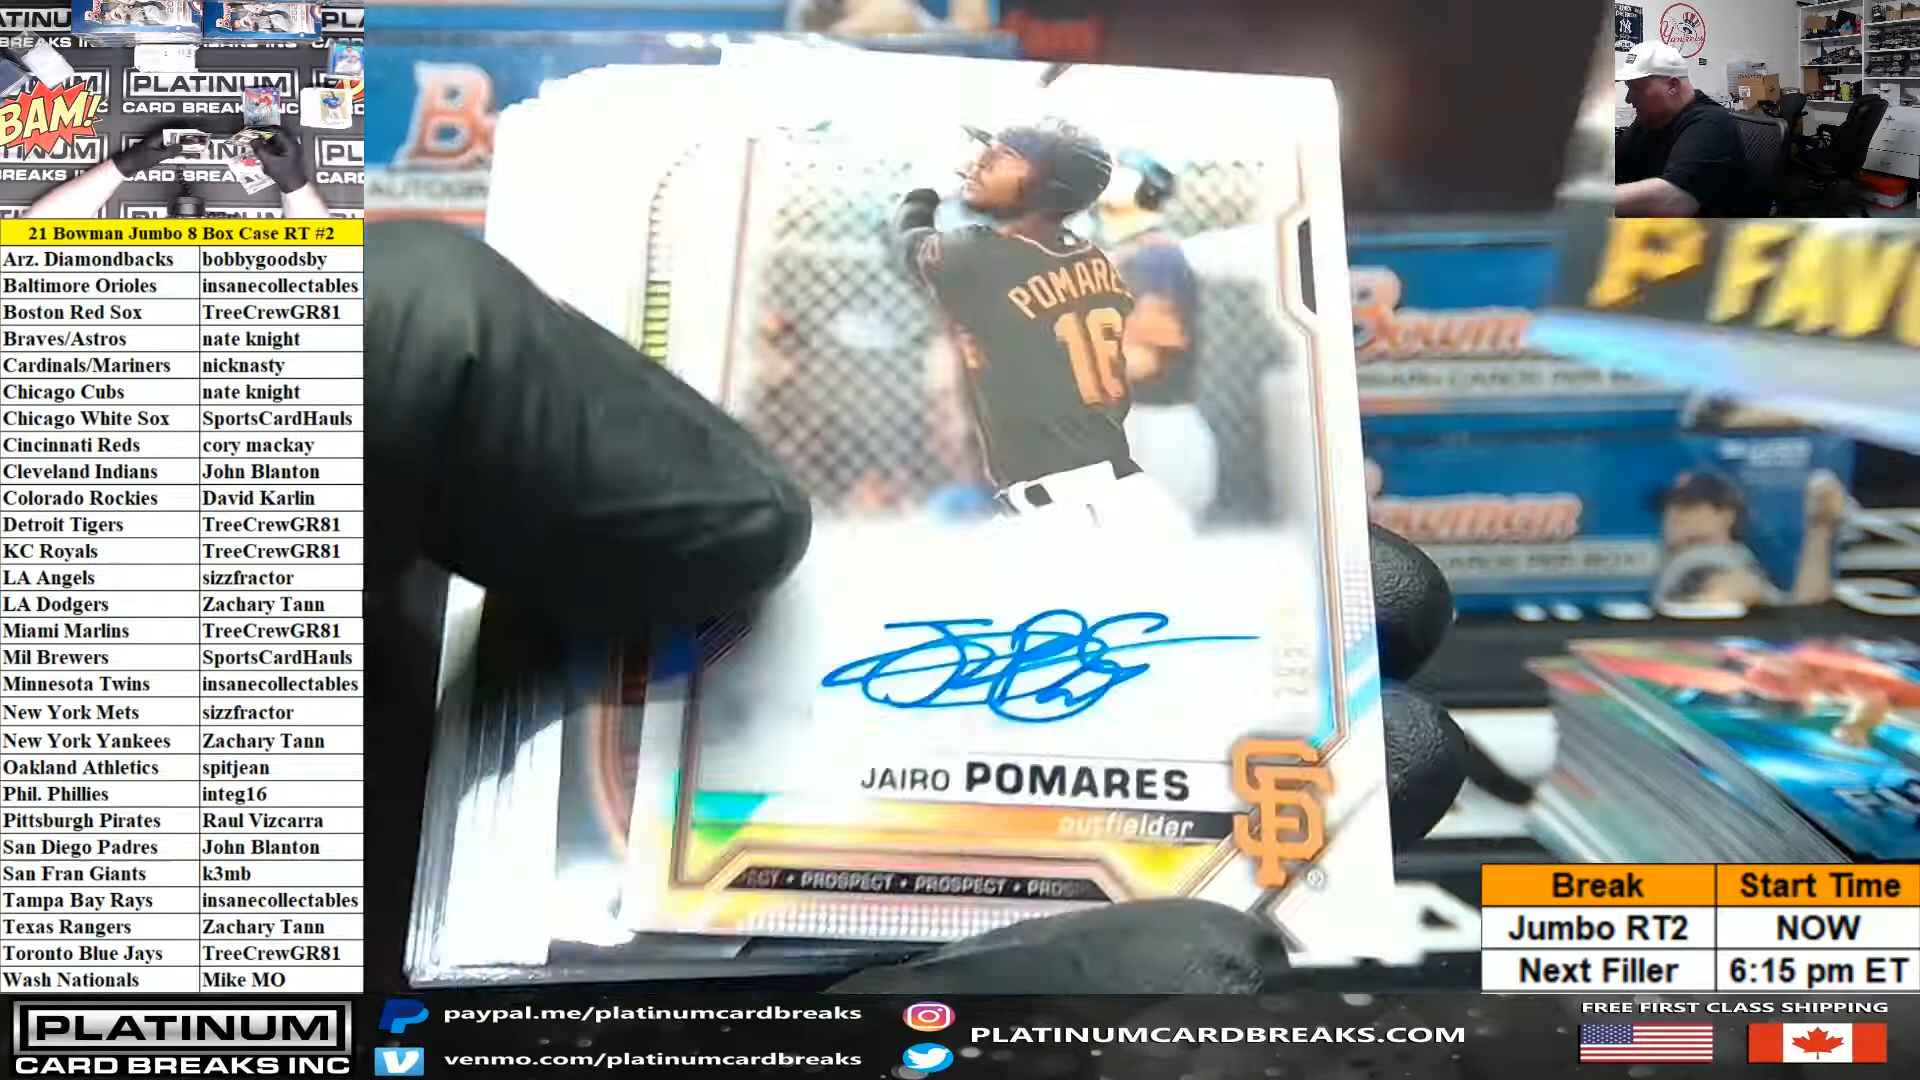 PLATINUM
CARD BREAKS INC
BAM!
21 Bowman Jumbo 8 Box Case RT #2
Arz. Diamondbacks bobbygoodsby
Baltimore Orioles insanecollectables
Boston Red Sox TreeCrewGR81
Braves/Astros nate knight
Cardinals/Mariners nicknasty
Chicago Cubs nate knight
Chicago White Sox SportsCardHauls
Cincinnati Reds cory mackay
Cleveland Indians John Blanton
Colorado Rockies David Karlin
Detroit Tigers TreeCrewGR81
KC Royals TreeCrewGR81
LA Angels sizzfractor
LA Dodgers Zachary Tann
Miami Marlins TreeCrewGR81
Mil Brewers SportsCardHauls
Minnesota Twins insanecollectables
New York Mets sizzfractor
New York Yankees Zachary Tann
Oakland Athletics spitjean
Phil. Phillies integ16
Pittsburgh Pirates Raul Vizcarra
San Diego Padres John Blanton
San Fran Giants k3mb
Tampa Bay Rays insanecollectables
Texas Rangers Zachary Tann
Toronto Blue Jays TreeCrewGR81
Wash Nationals Mike MO
POMARE
16
JAIRO POMARES
outfielder
SF
PROSPECT • PROSPECT
Bowman
Bowman
Yankees
Break Start Time
Jumbo RT2 NOW
Next Filler 6:15 pm ET
PLATINUM
CARD BREAKS INC
paypal.me/platinumcardbreaks
venmo.com/platinumcardbreaks
PLATINUMCARDBREAKS.COM
FREE FIRST CLASS SHIPPING